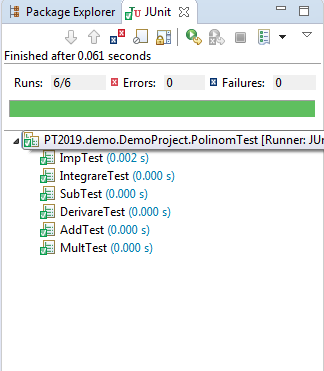 Package Explorer JUnit
Finished after 0.061 seconds
Runs: 6/6 Errors: 0 Failures: 0
PT2019.demo.DemoProject.PolinomTest [Runner: JUn
ImpTest (0.002 s)
IntegrareTest (0.000 s)
SubTest (0.000 s)
DerivareTest (0.000 s)
AddTest (0.000 s)
MultTest (0.000 s)